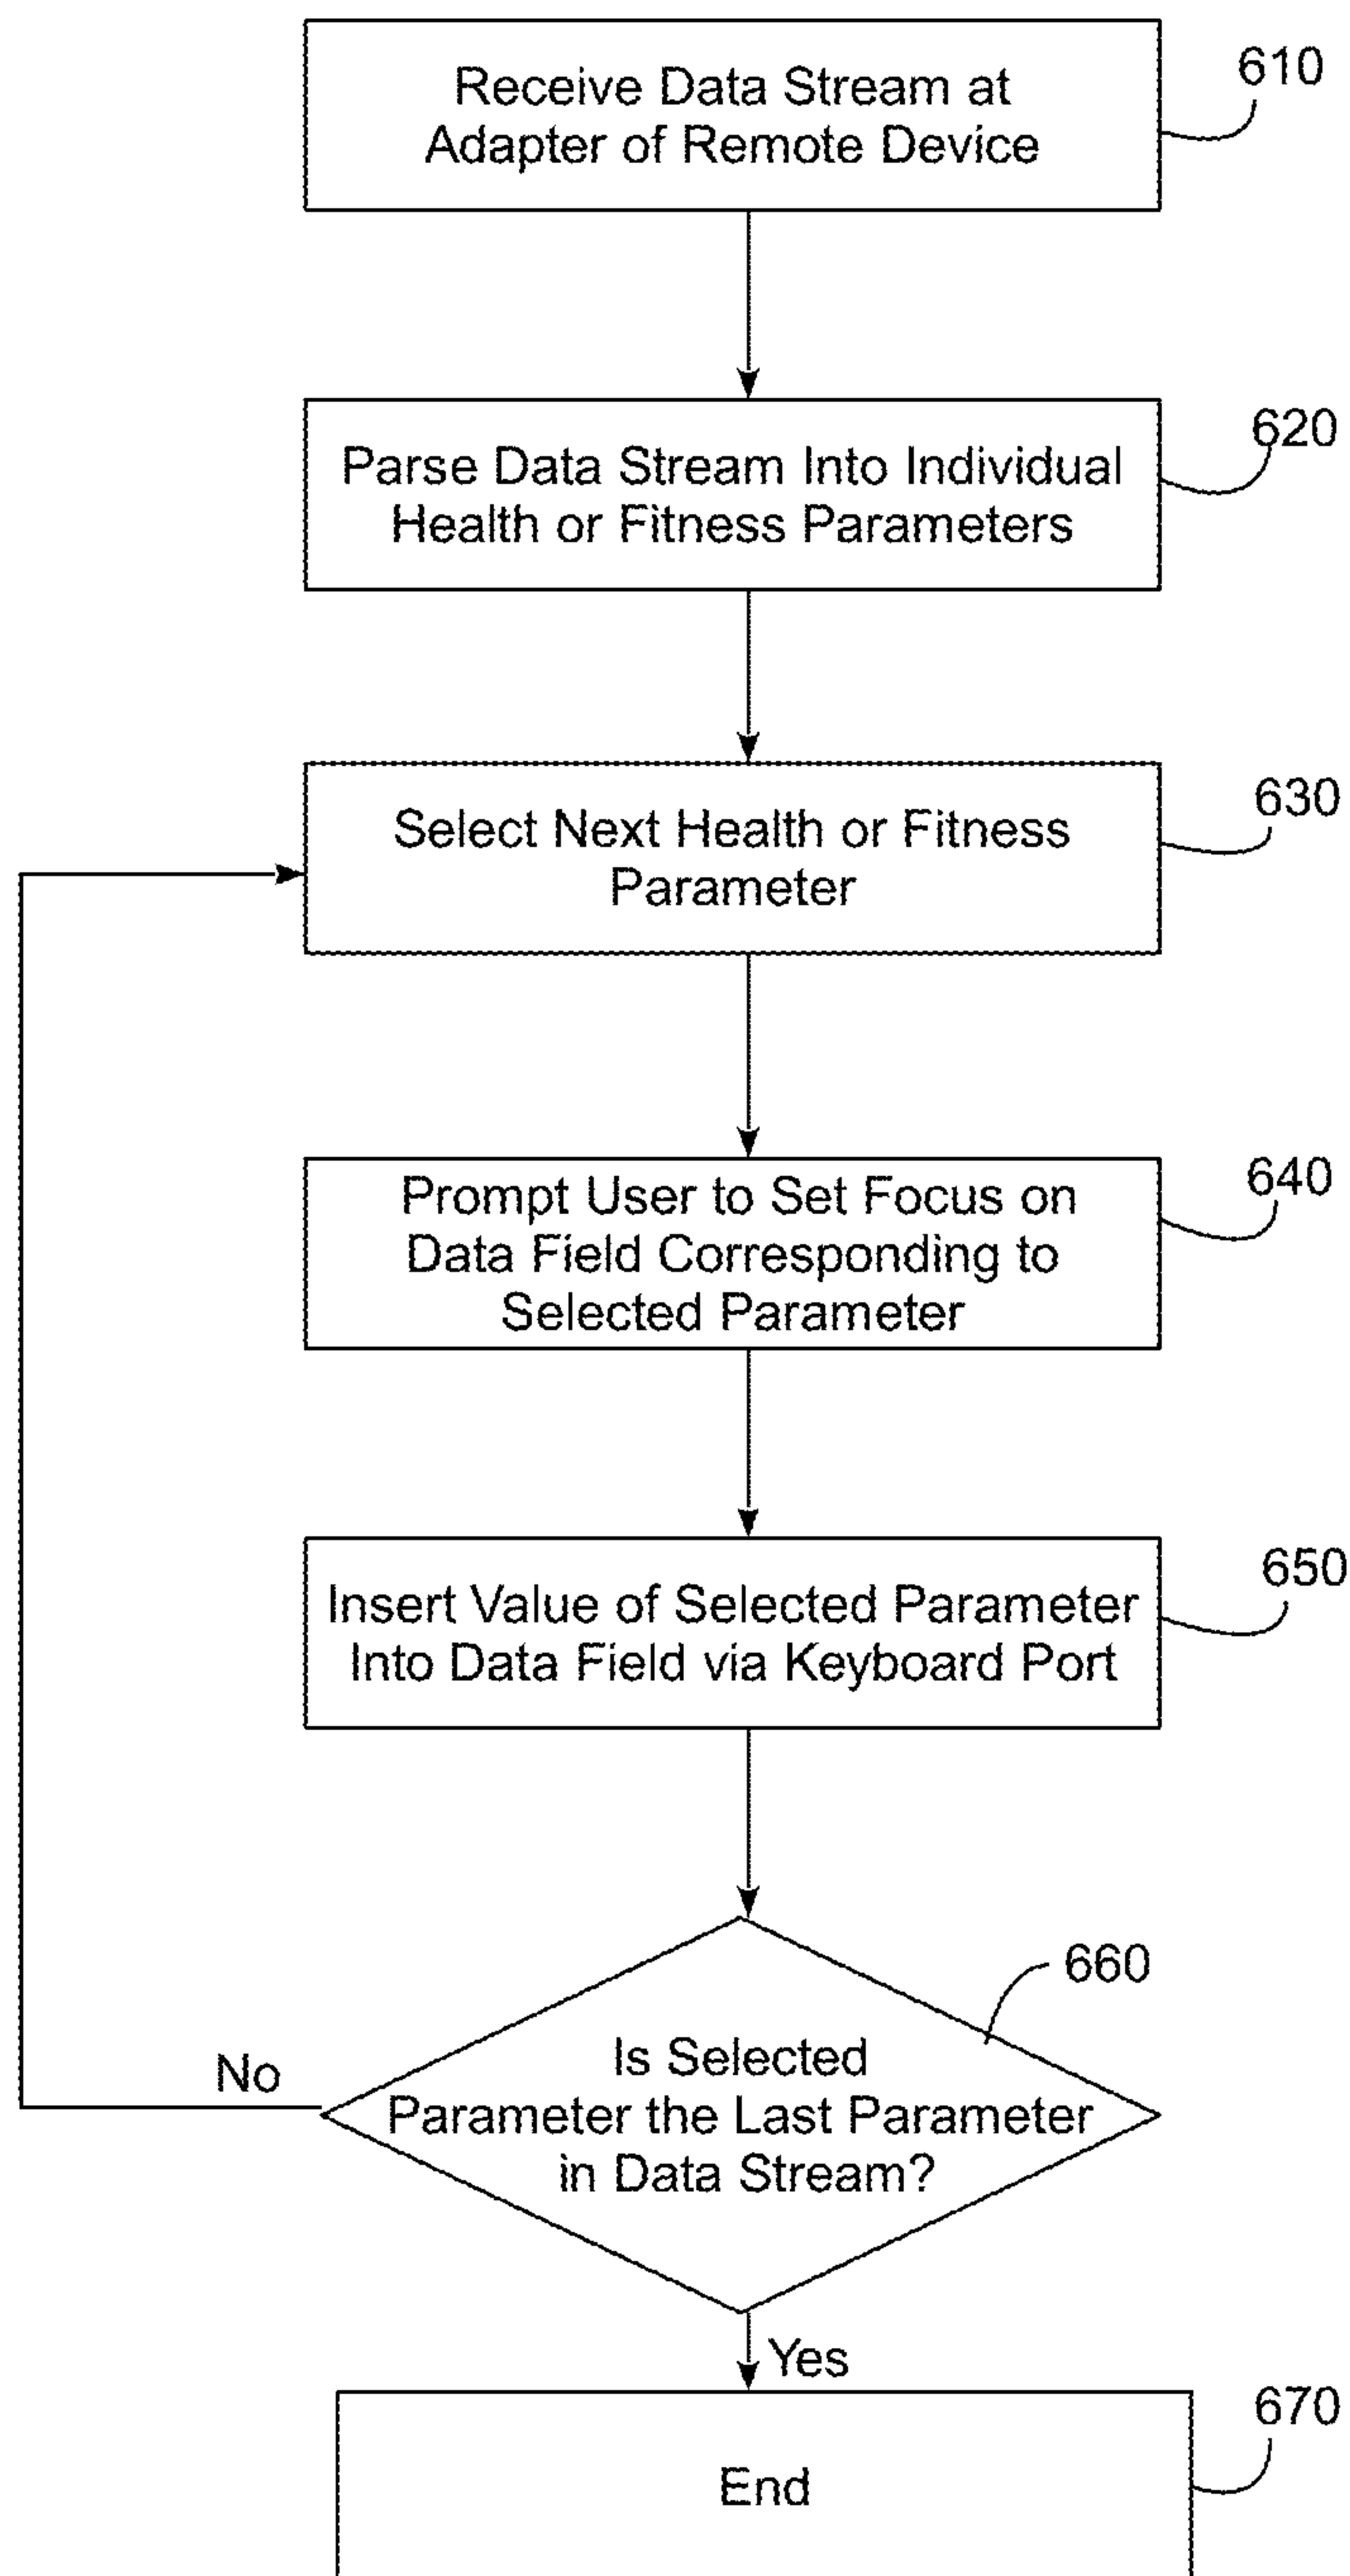 Receive Data Stream at
Adapter of Remote Device
610
Parse Data Stream Into Individual
Health or Fitness Parameters
620
Select Next Health or Fitness
Parameter
630
Prompt User to Set Focus on
Data Field Corresponding to
Selected Parameter
640
Insert Value of Selected Parameter
Into Data Field via Keyboard Port
650
660
Is Selected
Parameter the Last Parameter
in Data Stream?
No
Yes
End
670